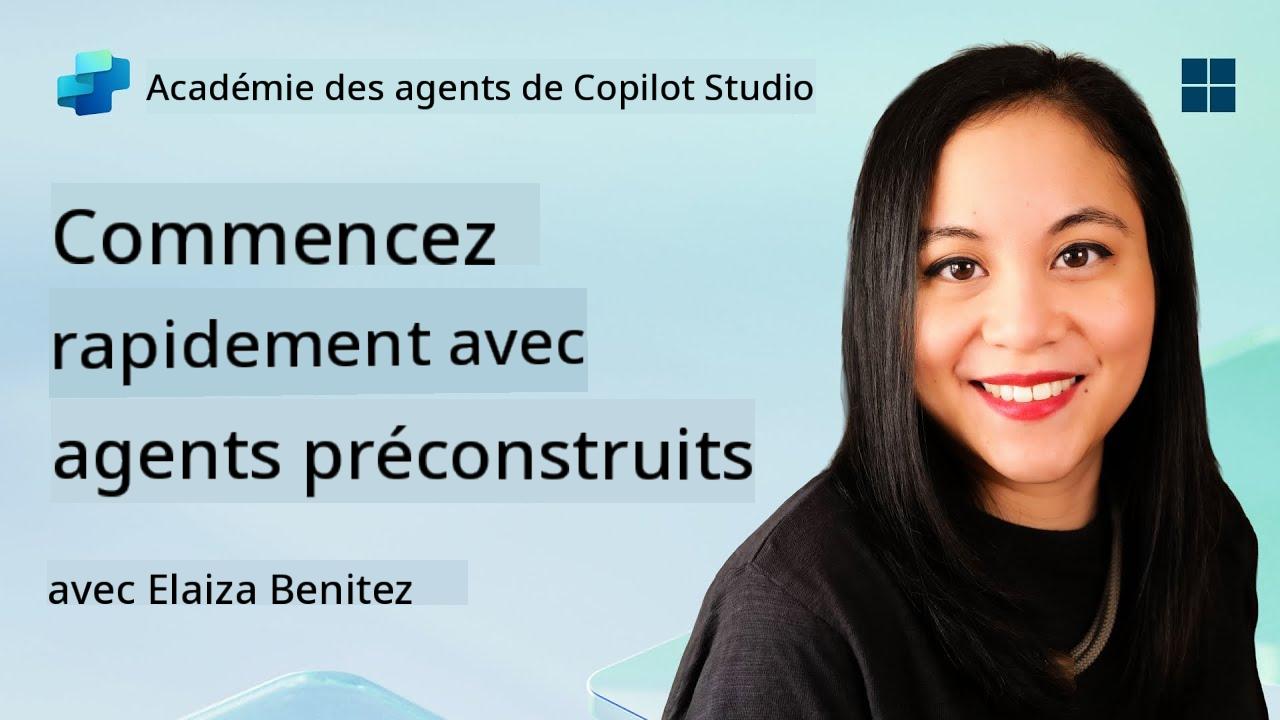 Académie des agents de Copilot Studio
Commencez
rapidement avec
agents préconstruits
avec Elaiza Benitez